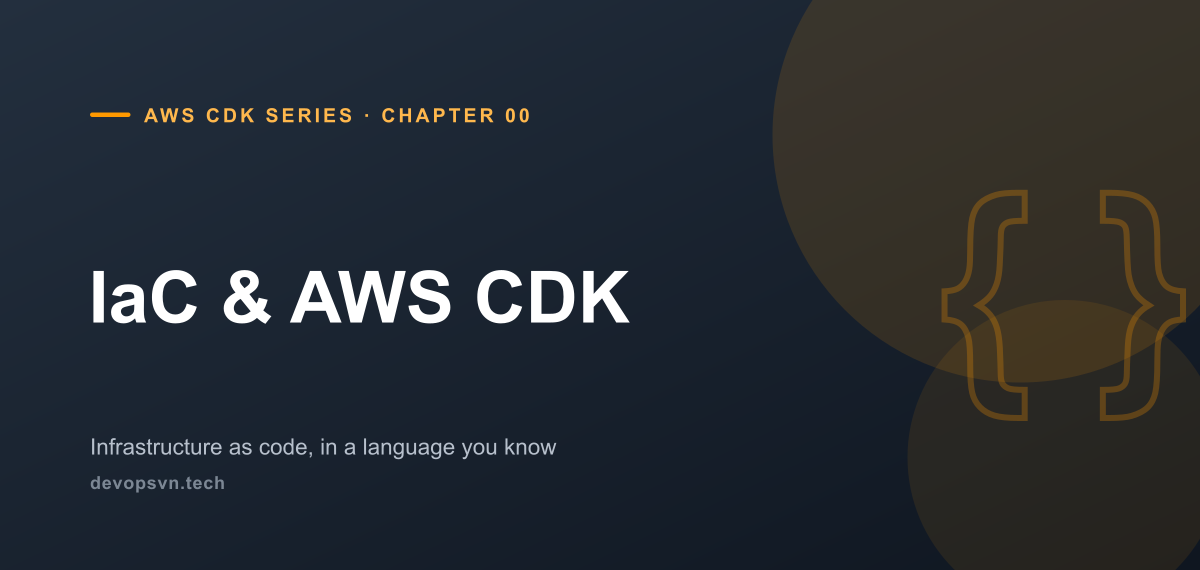 AWS CDK SERIES · CHAPTER 00
IaC & AWS CDK
{ }
Infrastructure as code, in a language you know
devopsvn.tech